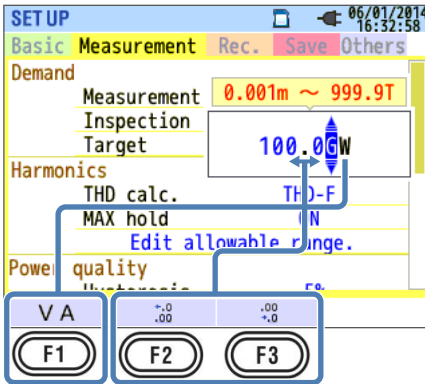 SET UP 06/01/2014
16:32:58
Basic Measurement Rec. Save Others
Demand
Measurement 0.001m ～ 999.9T
Inspection
Target 100.0GW
Harmonics
THD calc. THD-F
MAX hold ON
Edit allowable range.
Power quality
V A
+.0
.00
.00
+.0
F1 F2 F3